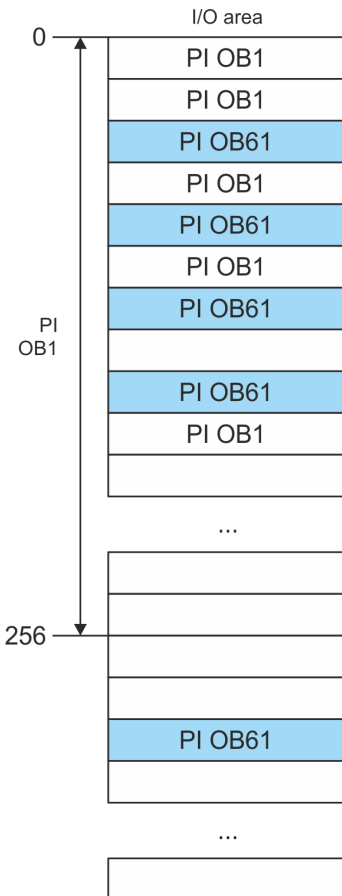 I/O area
0
PI OB1
PI OB1
PI OB61
PI OB1
PI OB61
PI OB1
PI OB61
PI
OB1
PI OB61
PI OB1
...
256
PI OB61
...